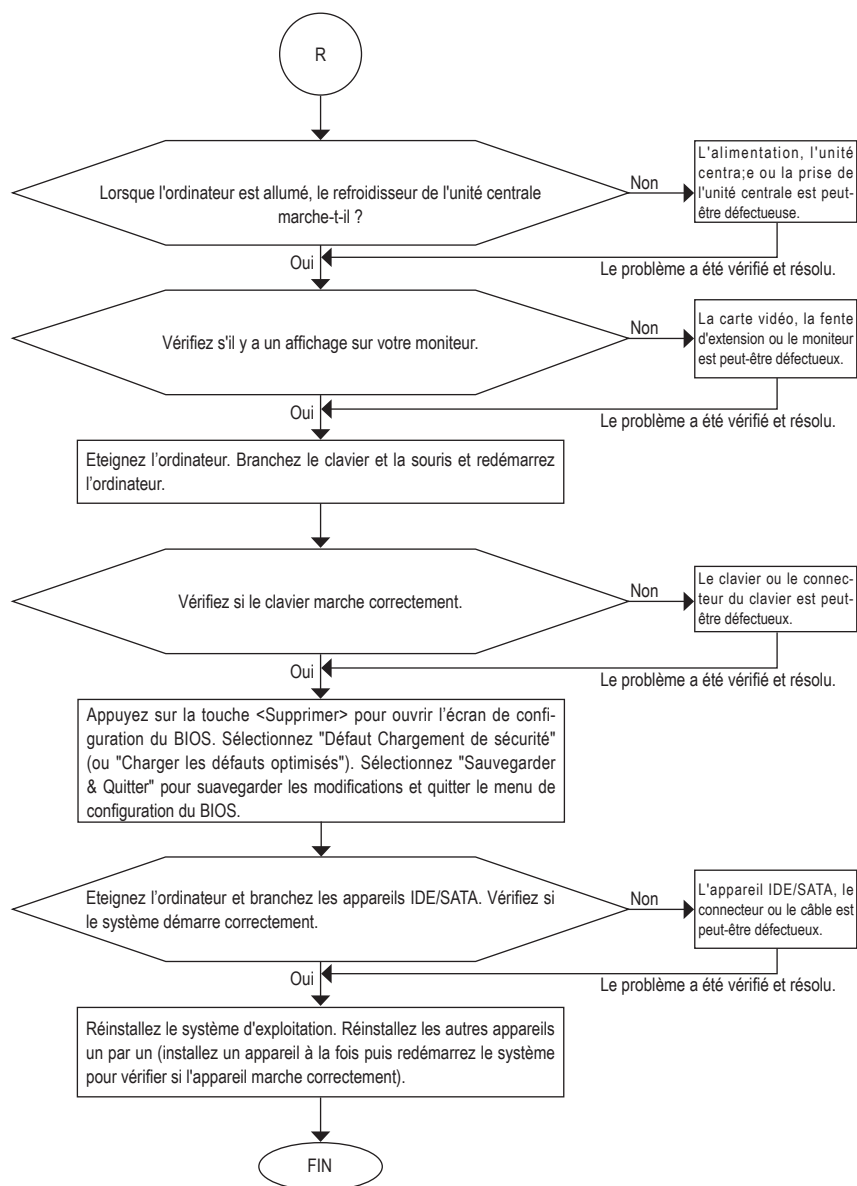 R
Lorsque l'ordinateur est allumé, le refroidisseur de l'unité centrale
marche-t-il ?
Non
L'alimentation, l'unité
centra;e ou la prise de
l'unité centrale est peut-
être défectueuse.
Oui
Le problème a été vérifié et résolu.
Vérifiez s'il y a un affichage sur votre moniteur.
Non
La carte vidéo, la fente
d'extension ou le moniteur
est peut-être défectueux.
Oui
Le problème a été vérifié et résolu.
Eteignez l’ordinateur. Branchez le clavier et la souris et redémarrez
l’ordinateur.
Vérifiez si le clavier marche correctement.
Non
Le clavier ou le connec-
teur du clavier est peut-
être défectueux.
Oui
Le problème a été vérifié et résolu.
Appuyez sur la touche <Supprimer> pour ouvrir l’écran de confi-
guration du BIOS. Sélectionnez "Défaut Chargement de sécurité"
(ou "Charger les défauts optimisés"). Sélectionnez "Sauvegarder
& Quitter" pour suavegarder les modifications et quitter le menu de
configuration du BIOS.
Eteignez l’ordinateur et branchez les appareils IDE/SATA. Vérifiez si
le système démarre correctement.
Non
L'appareil IDE/SATA, le
connecteur ou le câble est
peut-être défectueux.
Oui
Le problème a été vérifié et résolu.
Réinstallez le système d'exploitation. Réinstallez les autres appareils
un par un (installez un appareil à la fois puis redémarrez le système
pour vérifier si l'appareil marche correctement).
FIN